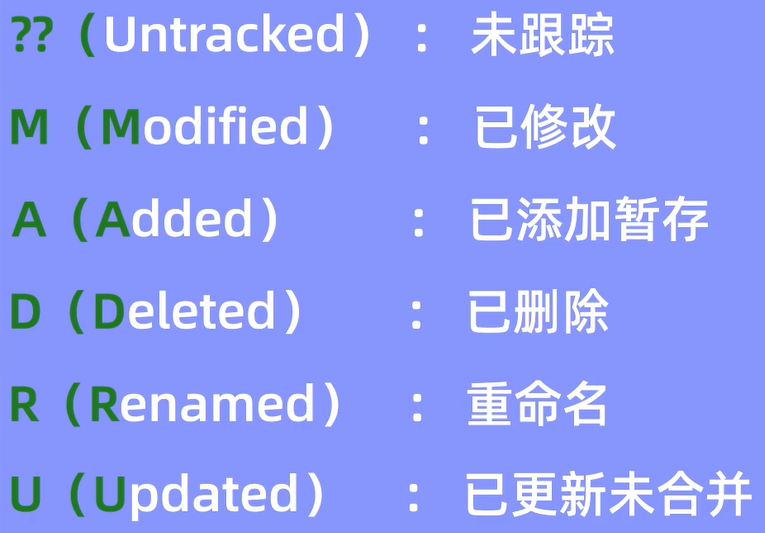 ??（Untracked）：未跟踪
M（Modified）：已修改
A（Added）：已添加暂存
D（Deleted）：已删除
R（Renamed）：重命名
U（Updated）：已更新未合并